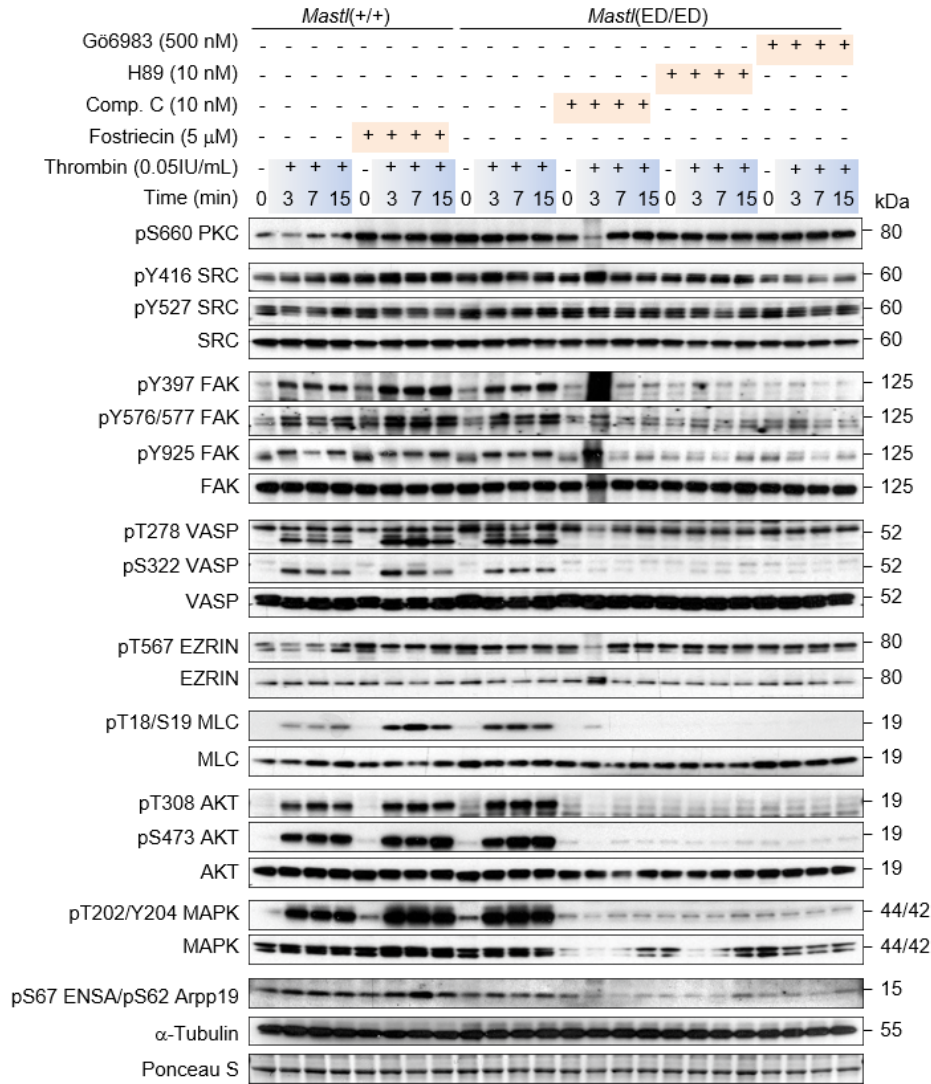 Mastl(+/+) Mastl(ED/ED)
Gö6983 (500 nM) - - - - - - - - - - - - - - - - - - - - + + + +
H89 (10 nM) - - - - - - - - - - - - - - - - + + + + - - - -
Comp. C (10 nM) - - - - - - - - - - - - + + + + - - - - - - - -
Fostriecin (5 μM) - - - - + + + + - - - - - - - - - - - - - - - -
Thrombin (0.05IU/mL) - + + + - + + + - + + + - + + + - + + + - + + +
Time (min) 0 3 7 15 0 3 7 15 0 3 7 15 0 3 7 15 0 3 7 15 0 3 7 15 kDa
pS660 PKC 80
pY416 SRC 60
pY527 SRC 60
SRC 60
pY397 FAK 125
pY576/577 FAK 125
pY925 FAK
FAK 125
pT278 VASP 52
pS322 VASP 52
VASP 52
pT567 EZRIN 80
EZRIN 80
pT18/S19 MLC 19
MLC 19
pT308 AKT 19
pS473 AKT 19
AKT 19
pT202/Y204 MAPK 44/42
MAPK 44/42
pS67 ENSA/pS62 Arpp19 15
α-Tubulin 55
Ponceau S